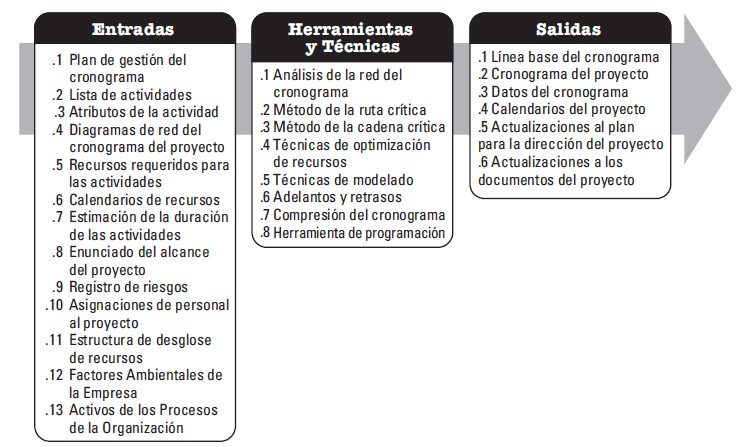 Entradas
.1 Plan de gestión del
cronograma
.2 Lista de actividades
.3 Atributos de la actividad
.4 Diagramas de red del
cronograma del proyecto
.5 Recursos requeridos para
las actividades
.6 Calendarios de recursos
.7 Estimación de la duración
de las actividades
.8 Enunciado del alcance
del proyecto
.9 Registro de riesgos
.10 Asignaciones de personal
al proyecto
.11 Estructura de desglose
de recursos
.12 Factores Ambientales de
la Empresa
.13 Activos de los Procesos
de la Organización
Herramientas
y Técnicas
.1 Análisis de la red del
cronograma
.2 Método de la ruta crítica
.3 Método de la cadena crítica
.4 Técnicas de optimización
de recursos
.5 Técnicas de modelado
.6 Adelantos y retrasos
.7 Compresión del cronograma
.8 Herramienta de programación
Salidas
.1 Línea base del cronograma
.2 Cronograma del proyecto
.3 Datos del cronograma
.4 Calendarios del proyecto
.5 Actualizaciones al plan
para la dirección del proyecto
.6 Actualizaciones a los
documentos del proyecto